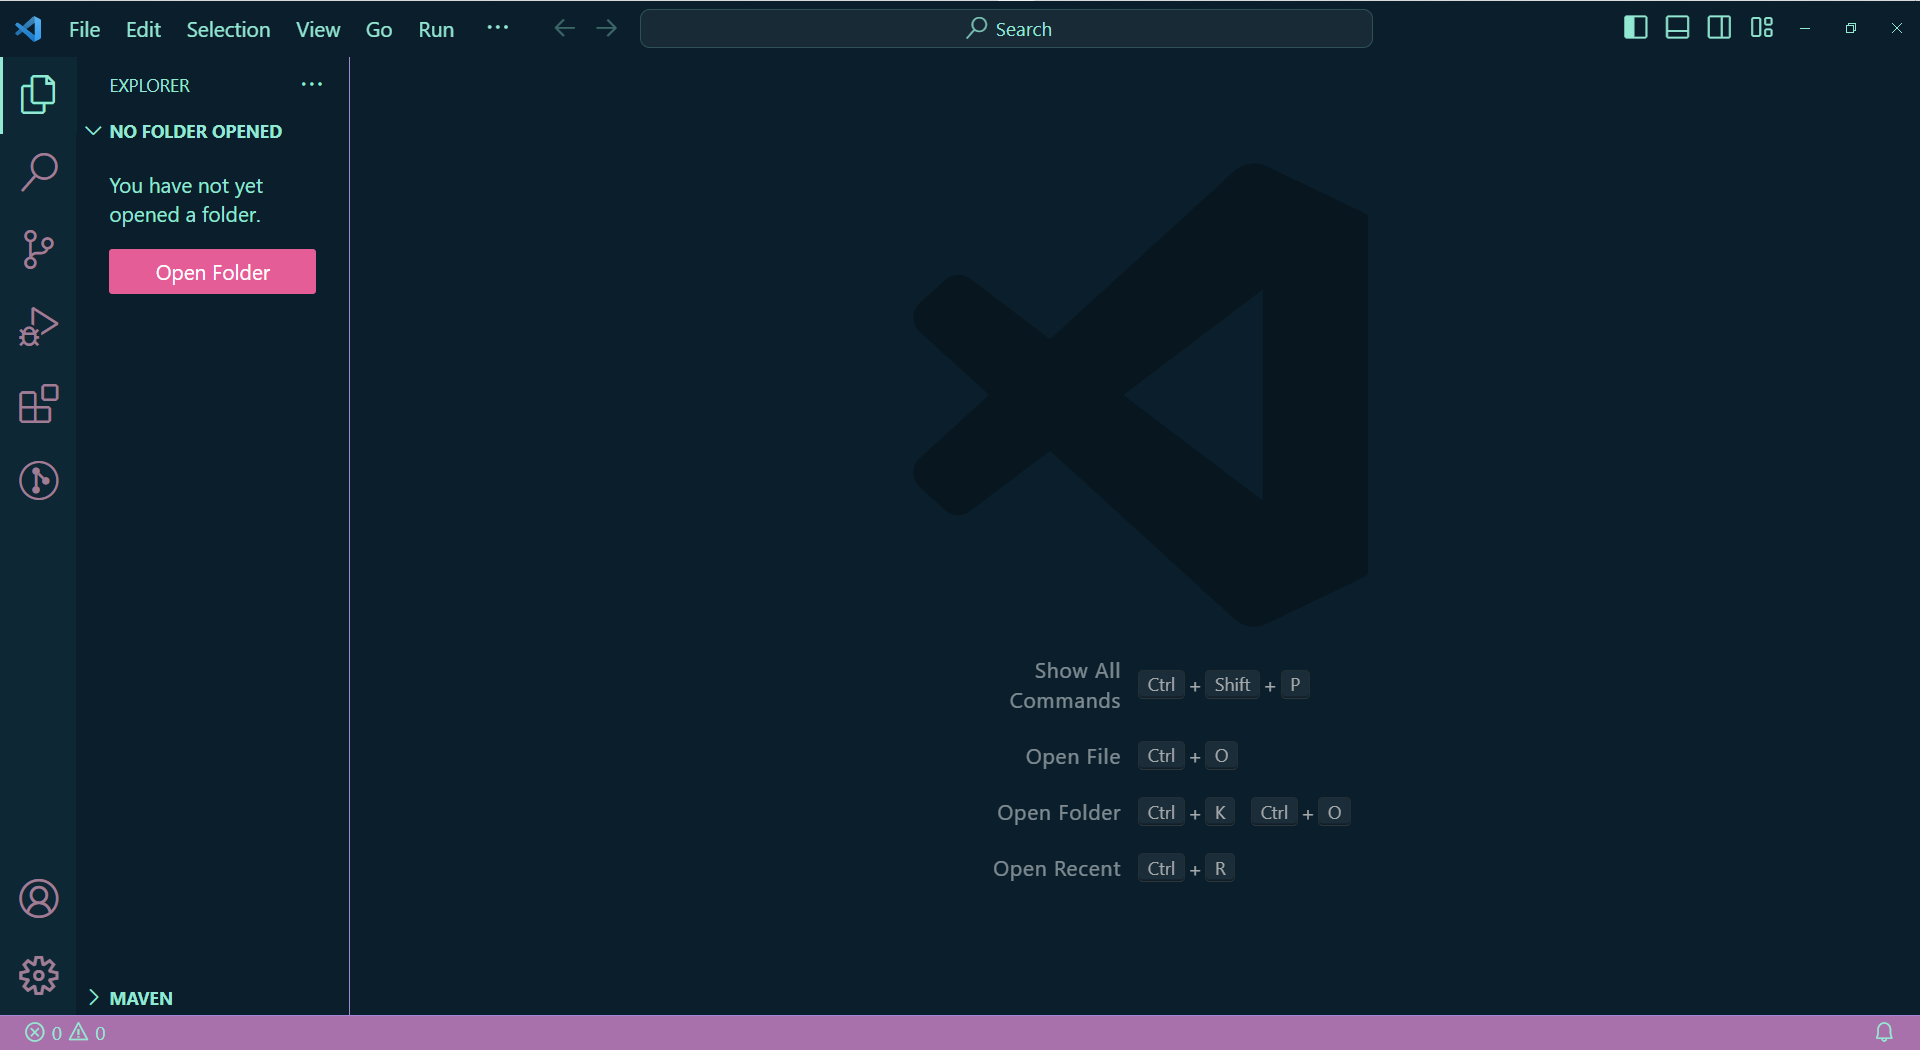 File Edit Selection View Go Run ··· Search
EXPLORER ···
NO FOLDER OPENED
You have not yet
opened a folder.
Open Folder
Show All
Commands Ctrl + Shift + P
Open File Ctrl + O
Open Folder Ctrl + K Ctrl + O
Open Recent Ctrl + R
MAVEN
0 0